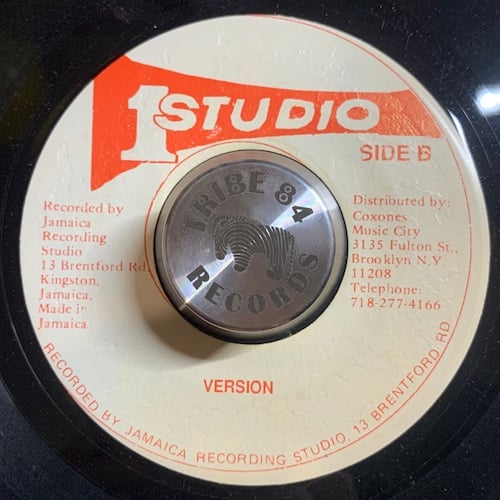 1 STUDIO
SIDE B
Recorded by
Jamaica
Recording
Studio
13 Brentford Rd,
Kingston,
Jamaica,
Made in
Jamaica
TRIBE 84
RECORDS
Distributed by:
Coxones
Music City
3135 Fulton St.,
Brooklyn N.Y.
11208
Telephone:
718-277-4166
VERSION
RECORDED BY JAMAICA RECORDING STUDIO, 13 BRENTFORD RD